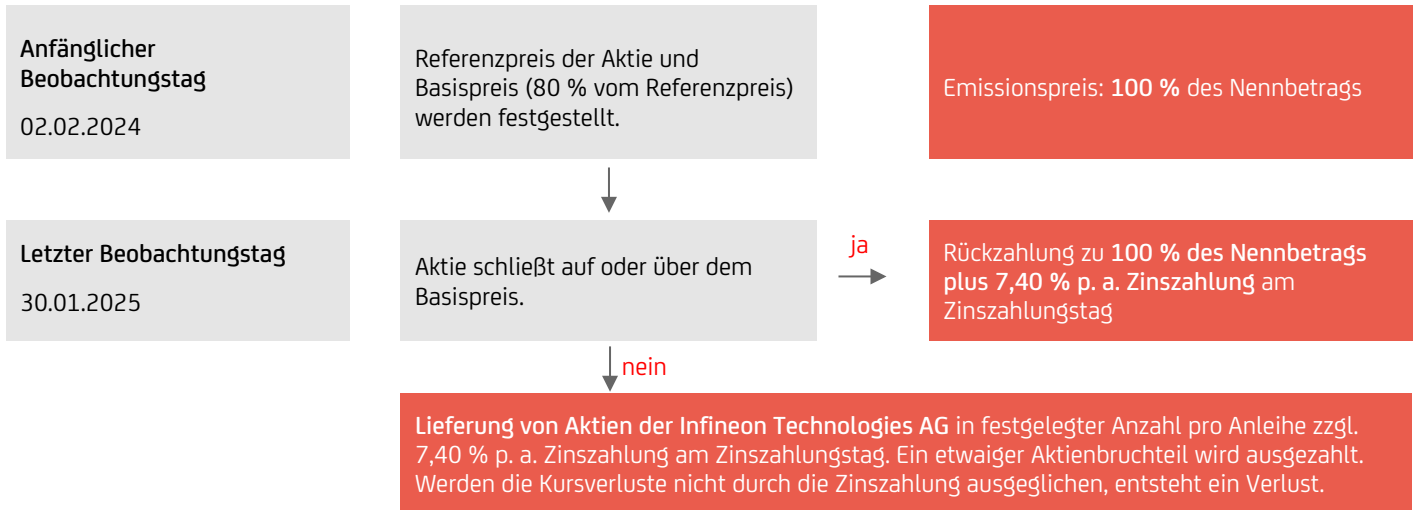 Anfänglicher
Beobachtungstag
02.02.2024
Referenzpreis der Aktie und
Basispreis (80 % vom Referenzpreis)
werden festgestellt.
Emissionspreis: 100 % des Nennbetrags
Letzter Beobachtungstag
30.01.2025
Aktie schließt auf oder über dem
Basispreis.
ja
Rückzahlung zu 100 % des Nennbetrags
plus 7,40 % p. a. Zinszahlung am
Zinszahlungstag
nein
Lieferung von Aktien der Infineon Technologies AG in festgelegter Anzahl pro Anleihe zzgl.
7,40 % p. a. Zinszahlung am Zinszahlungstag. Ein etwaiger Aktienbruchteil wird ausgezahlt.
Werden die Kursverluste nicht durch die Zinszahlung ausgeglichen, entsteht ein Verlust.